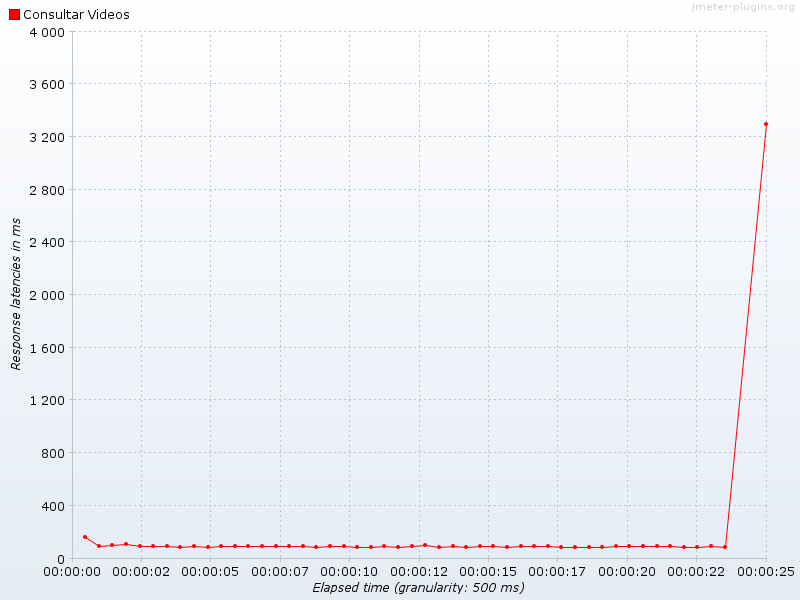 jmeter-plugins.org
Consultar Videos
4 000
3 600
3 200
2 800
2 400
2 000
1 600
1 200
800
400
0
Response latencies in ms
00:00:00 00:00:02 00:00:05 00:00:07 00:00:10 00:00:12 00:00:15 00:00:17 00:00:20 00:00:22 00:00:25
Elapsed time (granularity: 500 ms)